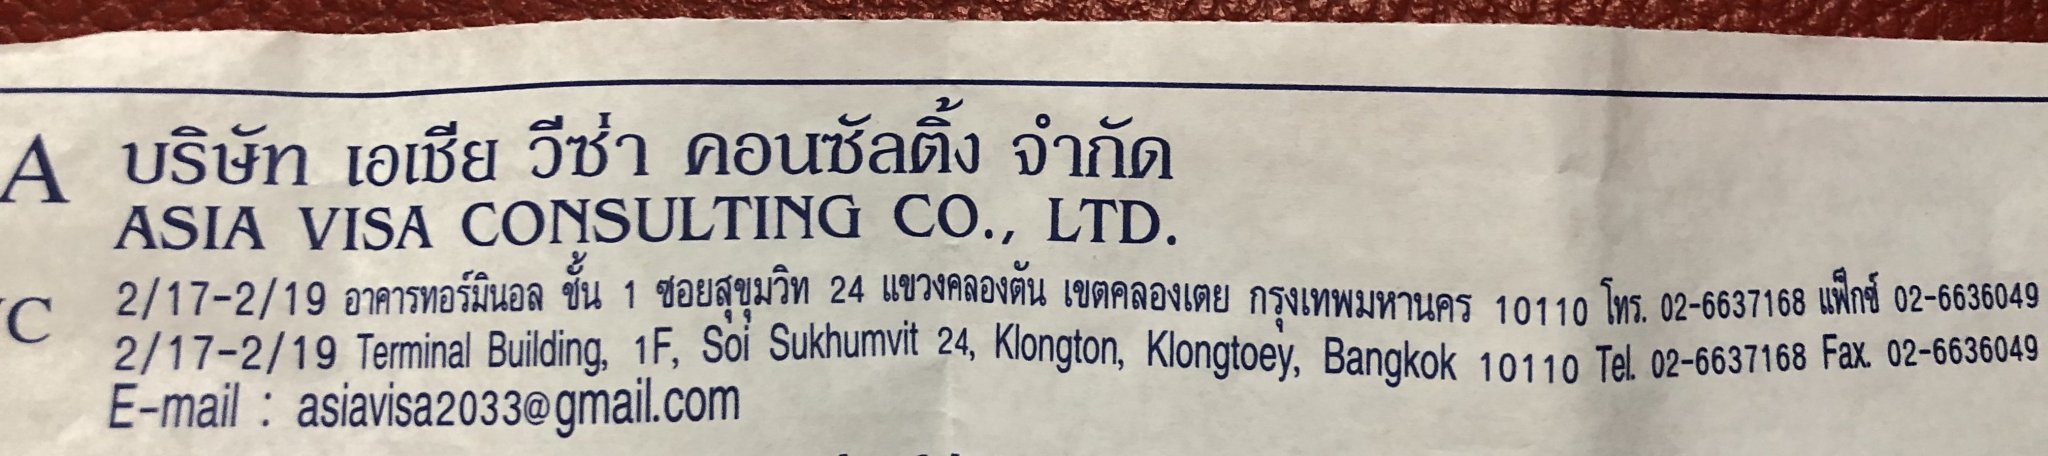 A บริษัท เอเชีย วีซ่า คอนซัลติ้ง จำกัด
ASIA VISA CONSULTING CO., LTD.
C 2/17-2/19 อาคารทอร์มินอล ชั้น 1 ซอยสุขุมวิท 24 แขวงคลองตัน เขตคลองเตย กรุงเทพมหานคร 10110 โทร. 02-6637168 แฟ็กซ์ 02-6636049
2/17-2/19 Terminal Building, 1F, Soi Sukhumvit 24, Klongton, Klongtoey, Bangkok 10110 Tel. 02-6637168 Fax. 02-6636049
E-mail : asiavisa2033@gmail.com